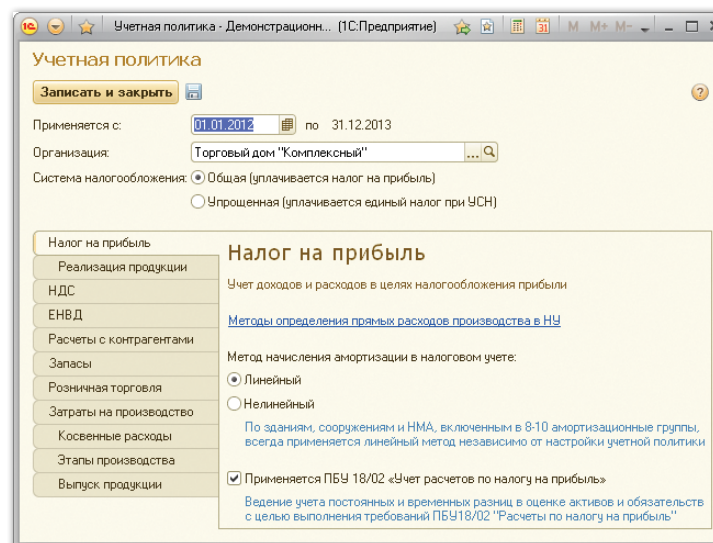 Учетная политика - Демонстрационн... (1С:Предприятие) M M+ M-
Учетная политика
Записать и закрыть
Применяется с: 01.01.2012 по 31.12.2013
Организация: Торговый дом "Комплексный" ...
Система налогообложения: Общая (уплачивается налог на прибыль)
Упрощенная (уплачивается единый налог при УСН)
Налог на прибыль
Реализация продукции
НДС
ЕНВД
Расчеты с контрагентами
Запасы
Розничная торговля
Затраты на производство
Косвенные расходы
Этапы производства
Выпуск продукции
Налог на прибыль
Учет доходов и расходов в целях налогообложения прибыли
Методы определения прямых расходов производства в НУ
Метод начисления амортизации в налоговом учете:
Линейный
Нелинейный
По зданиям, сооружениям и НМА, включенным в 8-10 амортизационные группы,
всегда применяется линейный метод независимо от настройки учетной политики
Применяется ПБУ 18/02 «Учет расчетов по налогу на прибыль»
Ведение учета постоянных и временных разниц в оценке активов и обязательств
с целью выполнения требований ПБУ18/02 "Расчеты по налогу на прибыль"